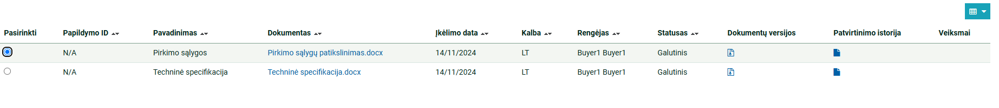 Pasirinkti Papildymo ID Pavadinimas Dokumentas Įkėlimo data Kalba Rengėjas Statusas Dokumentų versijos Patvirtinimo istorija Veiksmai
N/A Pirkimo sąlygos Pirkimo sąlygų patikslinimas.docx 14/11/2024 LT Buyer1 Buyer1 Galutinis
N/A Techninė specifikacija Techninė specifikacija.docx 14/11/2024 LT Buyer1 Buyer1 Galutinis